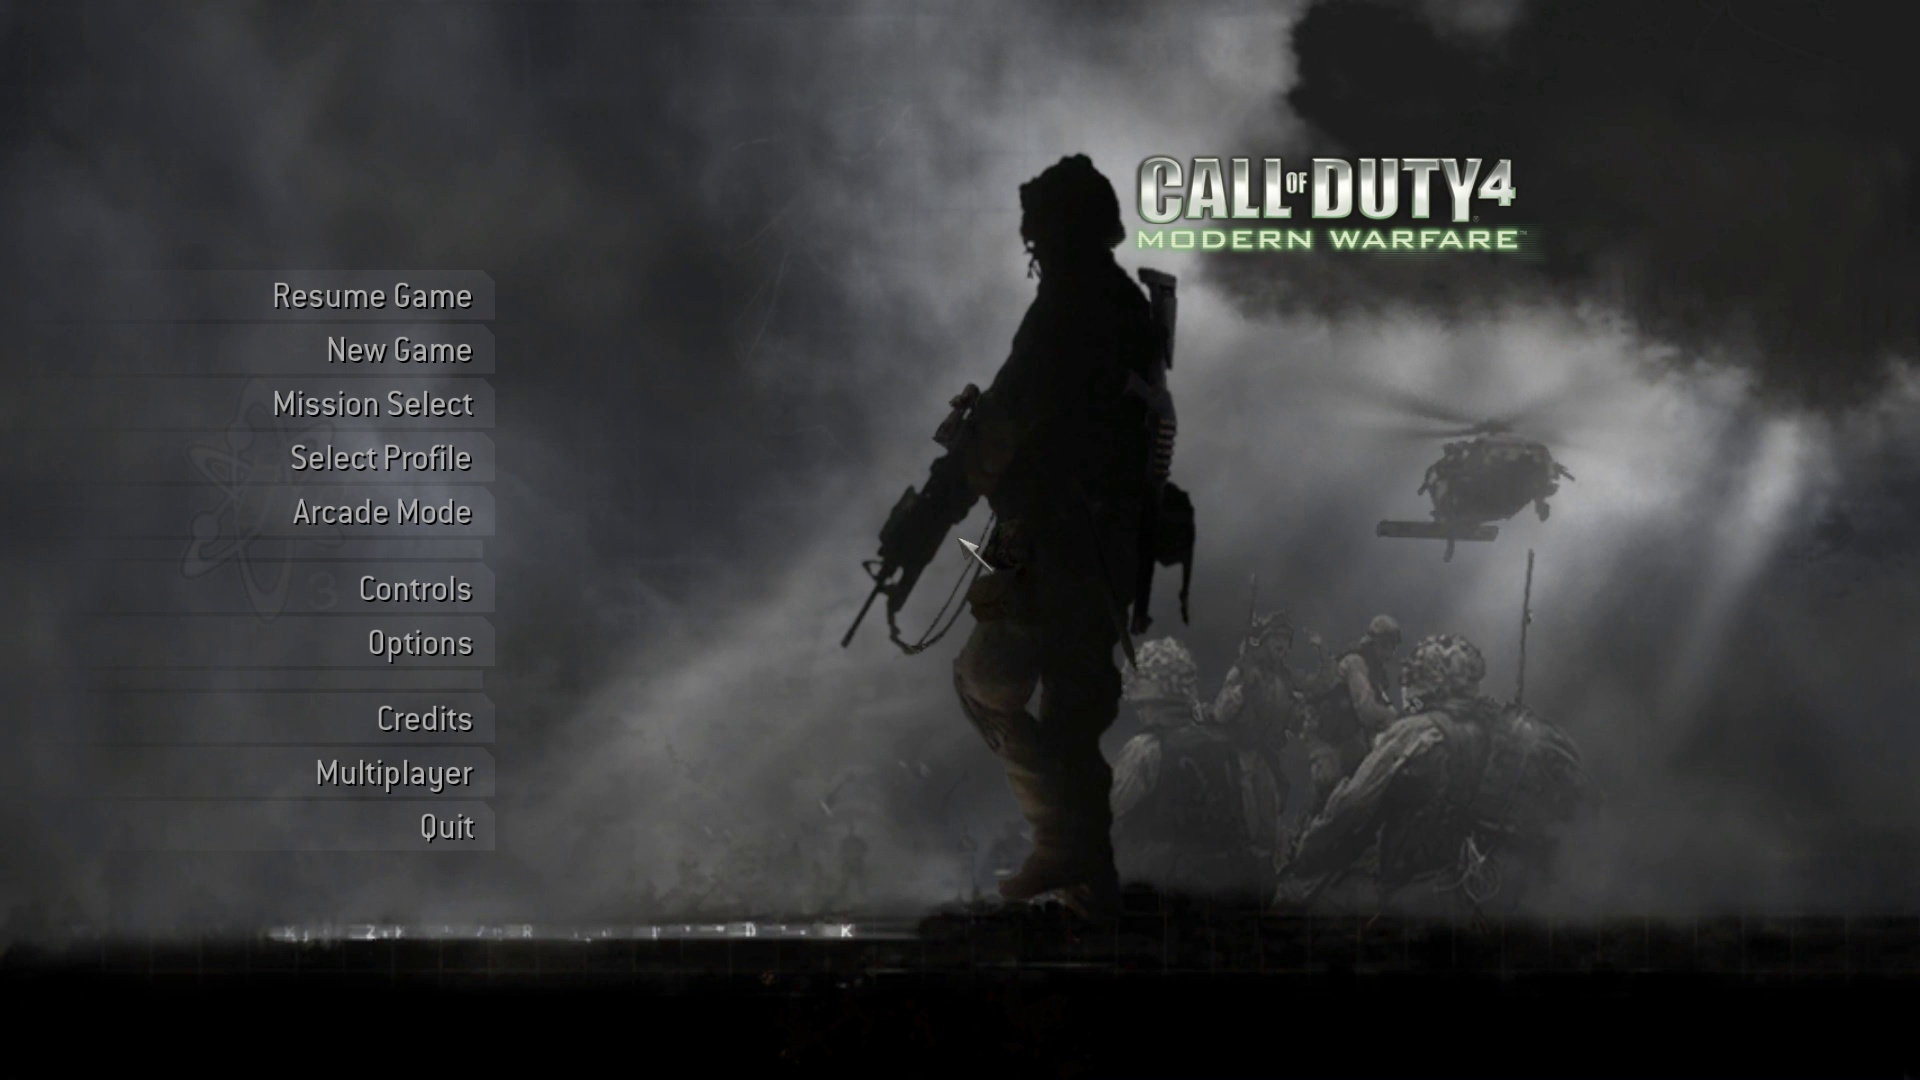 CALL OF DUTY 4
MODERN WARFARE™
Resume Game
New Game
Mission Select
Select Profile
Arcade Mode
Controls
Options
Credits
Multiplayer
Quit